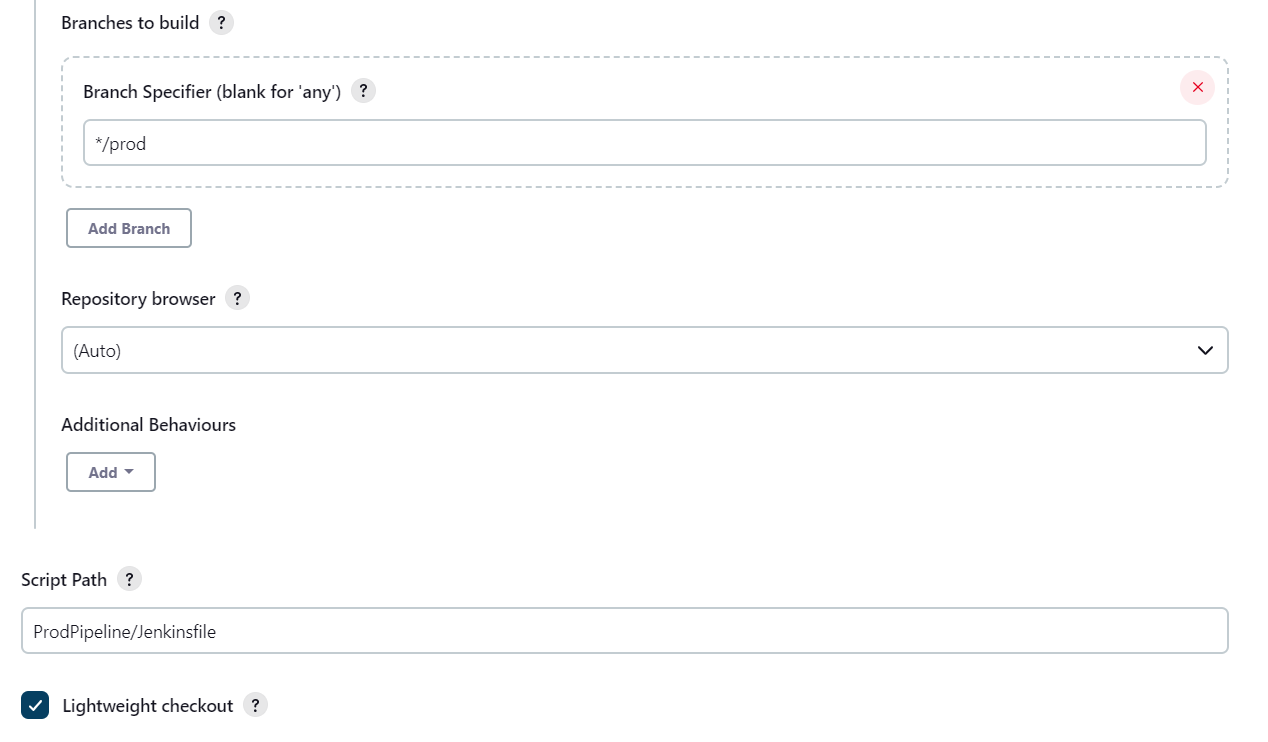 Branches to build ?
Branch Specifier (blank for 'any') ?
*/prod
Add Branch
Repository browser ?
(Auto)
Additional Behaviours
Add
Script Path ?
ProdPipeline/Jenkinsfile
Lightweight checkout ?